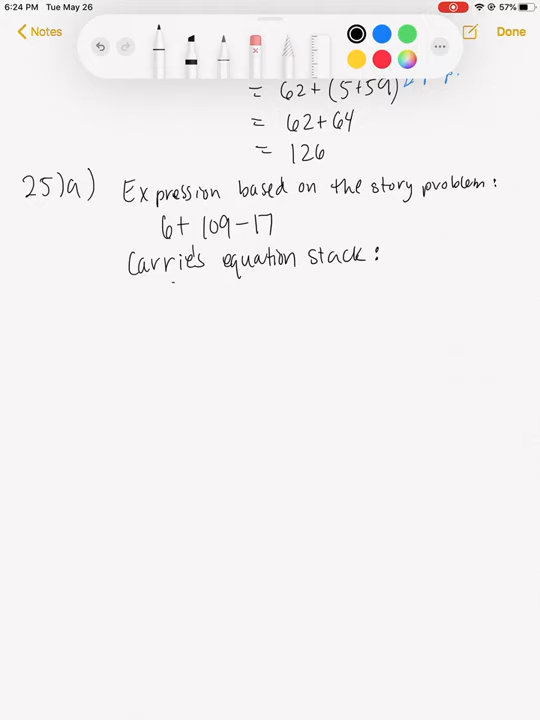 6:24 PM Tue May 26
57%
Notes
Done
= 62+(5+59)
= 62+64
= 126
25)a) Expression based on the story problem:
6+ 109-17
Carrie's equation stack: